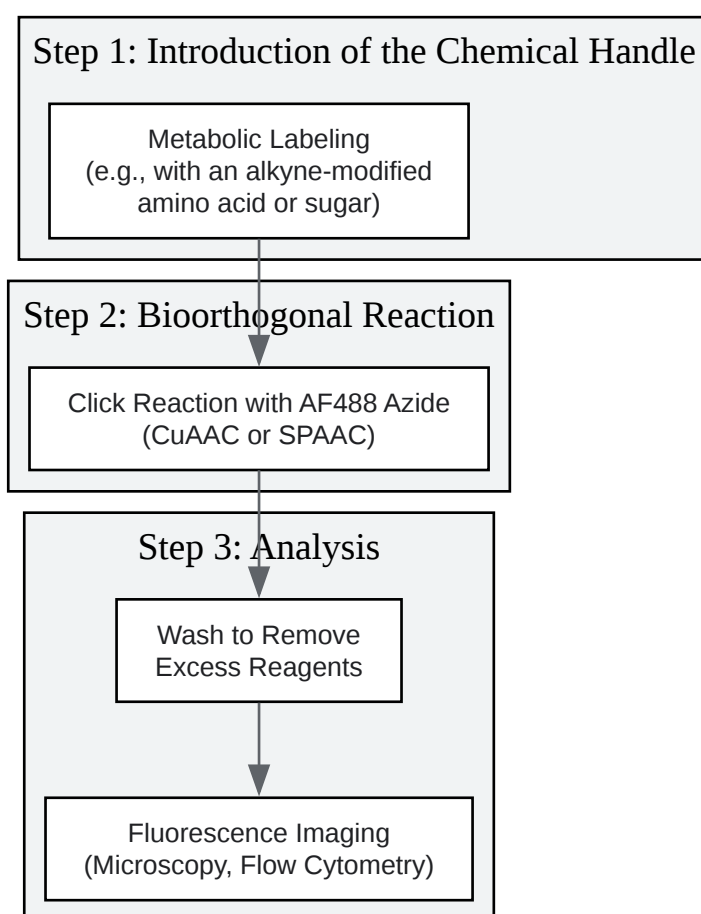 Step 1: Introduction of the Chemical Handle
Metabolic Labeling
(e.g., with an alkyne-modified
amino acid or sugar)
Step 2: Bioorthogonal Reaction
Click Reaction with AF488 Azide
(CuAAC or SPAAC)
Step 3: Analysis
Wash to Remove
Excess Reagents
Fluorescence Imaging
(Microscopy, Flow Cytometry)